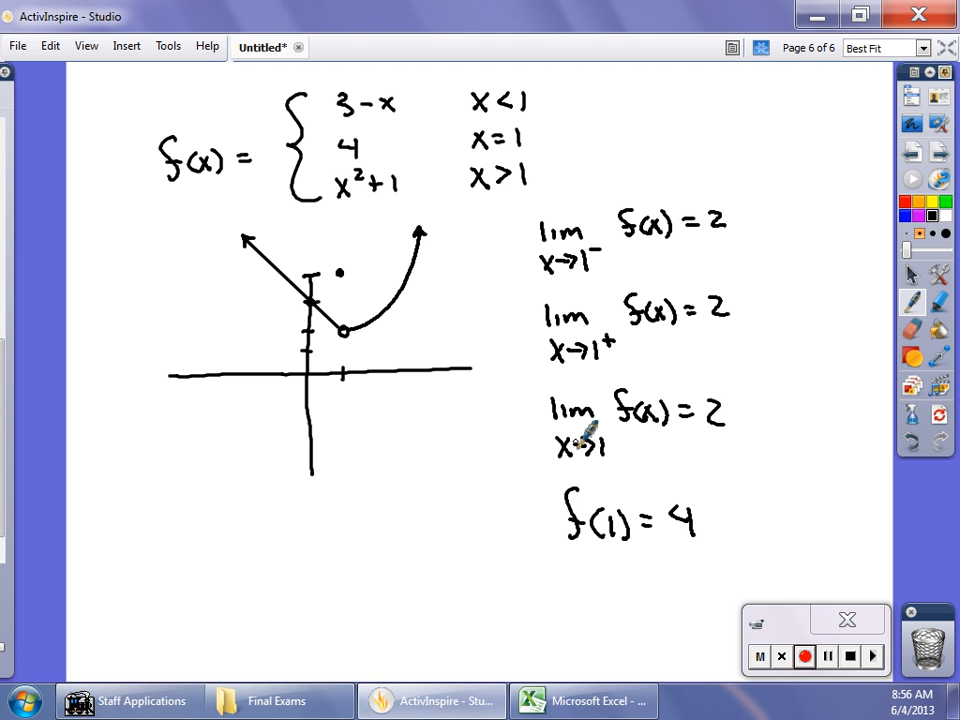 ActivInspire - Studio
File Edit View Insert Tools Help Untitled* Page 6 of 6 Best Fit
f(x) = { 3 - x x < 1
4 x = 1
x² + 1 x > 1
lim f(x) = 2
x→1⁻
lim f(x) = 2
x→1⁺
lim f(x) = 2
x→1
f(1) = 4
M
Staff Applications Final Exams ActivInspire - Stu... Microsoft Excel - ...
8:56 AM
6/4/2013